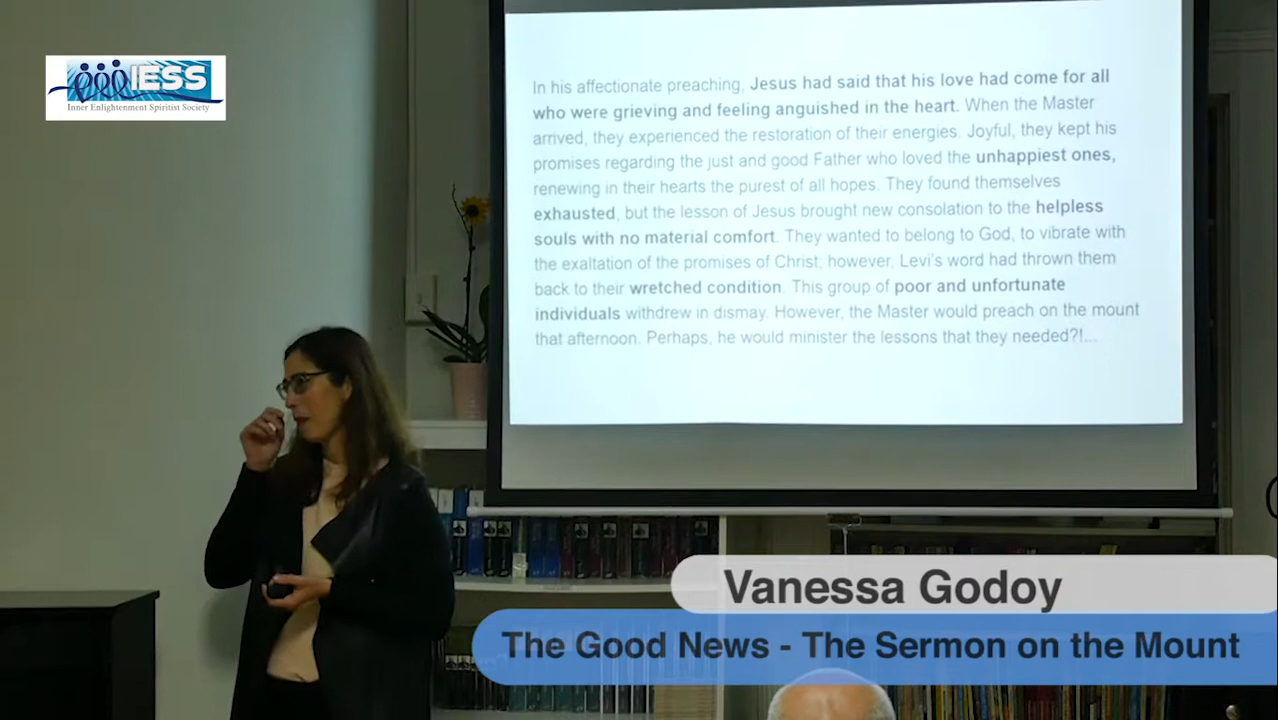 IESS
Inner Enlightenment Spiritist Society
In his affectionate preaching, Jesus had said that his love had come for all
who were grieving and feeling anguished in the heart. When the Master
arrived, they experienced the restoration of their energies. Joyful, they kept his
promises regarding the just and good Father who loved the unhappiest ones,
renewing in their hearts the purest of all hopes. They found themselves
exhausted, but the lesson of Jesus brought new consolation to the helpless
souls with no material comfort. They wanted to belong to God, to vibrate with
the exaltation of the promises of Christ; however, Levi's word had thrown them
back to their wretched condition. This group of poor and unfortunate
individuals withdrew in dismay. However, the Master would preach on the mount
that afternoon. Perhaps, he would minister the lessons that they needed?!...
Vanessa Godoy
The Good News - The Sermon on the Mount